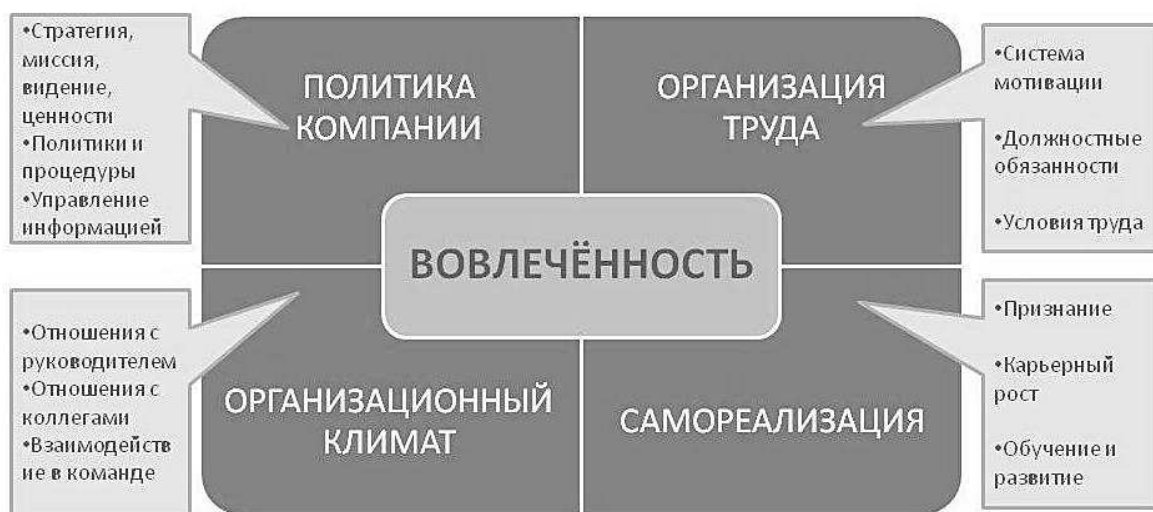 •Стратегия,
миссия,
видение,
ценности
•Политики и
процедуры
•Управление
информацией
ПОЛИТИКА
КОМПАНИИ
ОРГАНИЗАЦИЯ
ТРУДА
•Система
мотивации
•Должностные
обязанности
•Условия труда
ВОВЛЕЧЁННОСТЬ
•Отношения с
руководителем
•Отношения с
коллегами
•Взаимодейств
ие в команде
ОРГАНИЗАЦИОННЫЙ
КЛИМАТ
САМОРЕАЛИЗАЦИЯ
•Признание
•Карьерный
рост
•Обучение и
развитие